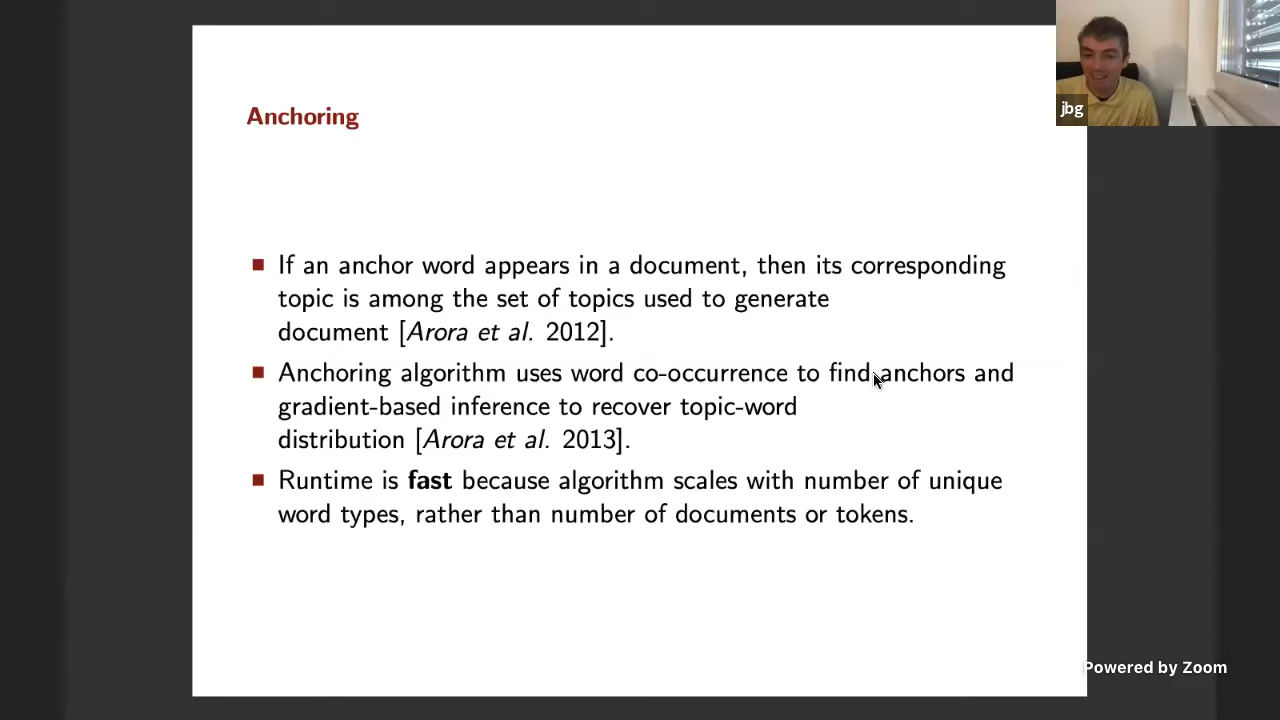 Anchoring
jbg
If an anchor word appears in a document, then its corresponding
topic is among the set of topics used to generate
document [Arora et al. 2012].
Anchoring algorithm uses word co-occurrence to find anchors and
gradient-based inference to recover topic-word
distribution [Arora et al. 2013].
Runtime is fast because algorithm scales with number of unique
word types, rather than number of documents or tokens.
Powered by Zoom